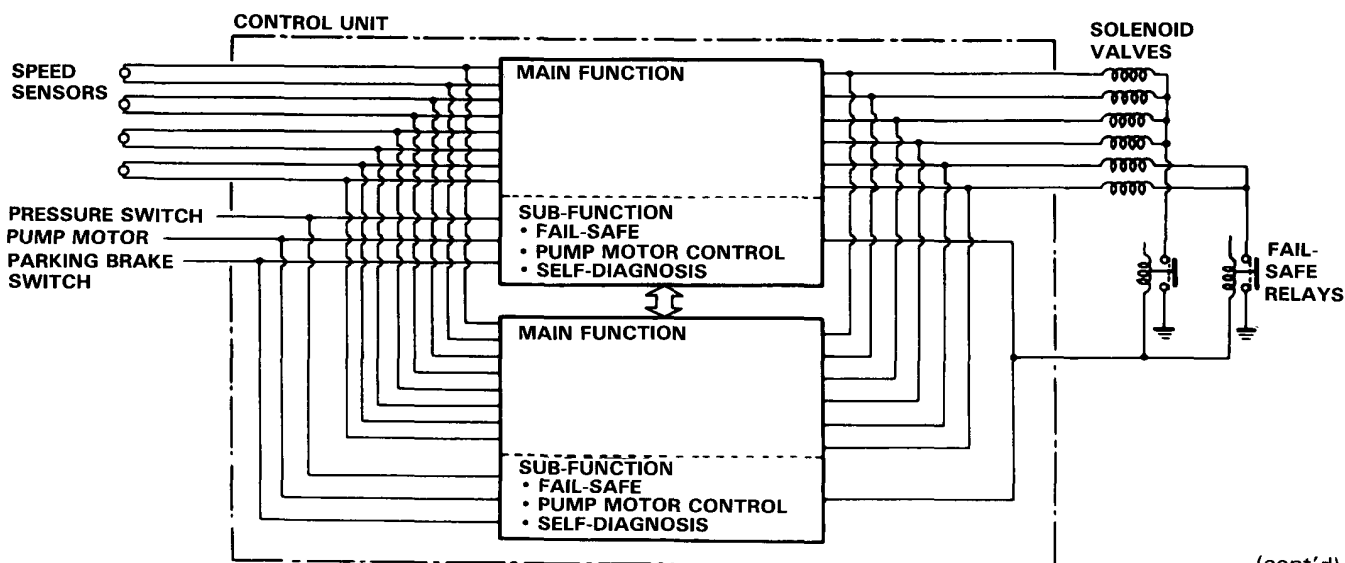 CONTROL UNIT
SPEED
SENSORS
PRESSURE SWITCH
PUMP MOTOR
PARKING BRAKE
SWITCH
MAIN FUNCTION
SUB-FUNCTION
• FAIL-SAFE
• PUMP MOTOR CONTROL
• SELF-DIAGNOSIS
MAIN FUNCTION
SUB-FUNCTION
• FAIL-SAFE
• PUMP MOTOR CONTROL
• SELF-DIAGNOSIS
SOLENOID
VALVES
FAIL-
SAFE
RELAYS
(cont'd)